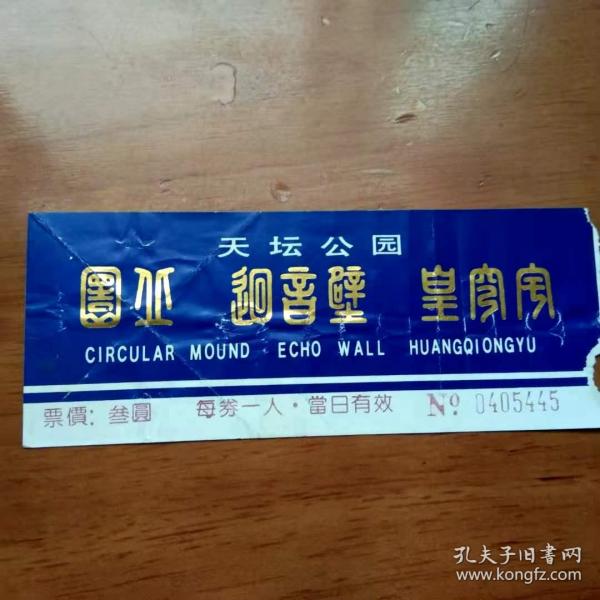 天坛公园
圜丘 迴音壁 皇穹宇
CIRCULAR MOUND ECHO WALL HUANGQIONGYU
票價：叁圓 每券一人·當日有效 No 0405445
孔夫子旧書网
www.kongfz.com